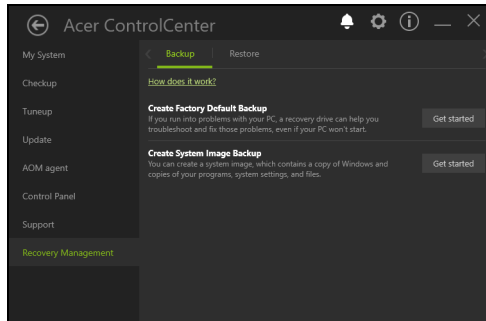 Acer ControlCenter
My System
Checkup
Tuneup
Update
AOM agent
Control Panel
Support
Recovery Management
Backup
Restore
How does it work?
Create Factory Default Backup
If you run into problems with your PC, a recovery drive can help you
troubleshoot and fix those problems, even if your PC won't start.
Get started
Create System Image Backup
You can create a system image, which contains a copy of Windows and
copies of your programs, system settings, and files.
Get started